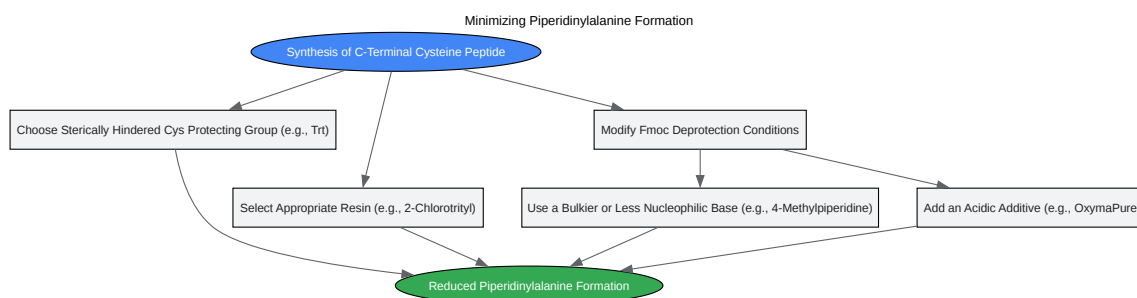 Minimizing Piperidinylalanine Formation
Synthesis of C-Terminal Cysteine Peptide
Choose Sterically Hindered Cys Protecting Group (e.g., Trt)
Modify Fmoc Deprotection Conditions
Select Appropriate Resin (e.g., 2-Chlorotrityl)
Use a Bulkier or Less Nucleophilic Base (e.g., 4-Methylpiperidine)
Add an Acidic Additive (e.g., OxymaPure
Reduced Piperidinylalanine Formation